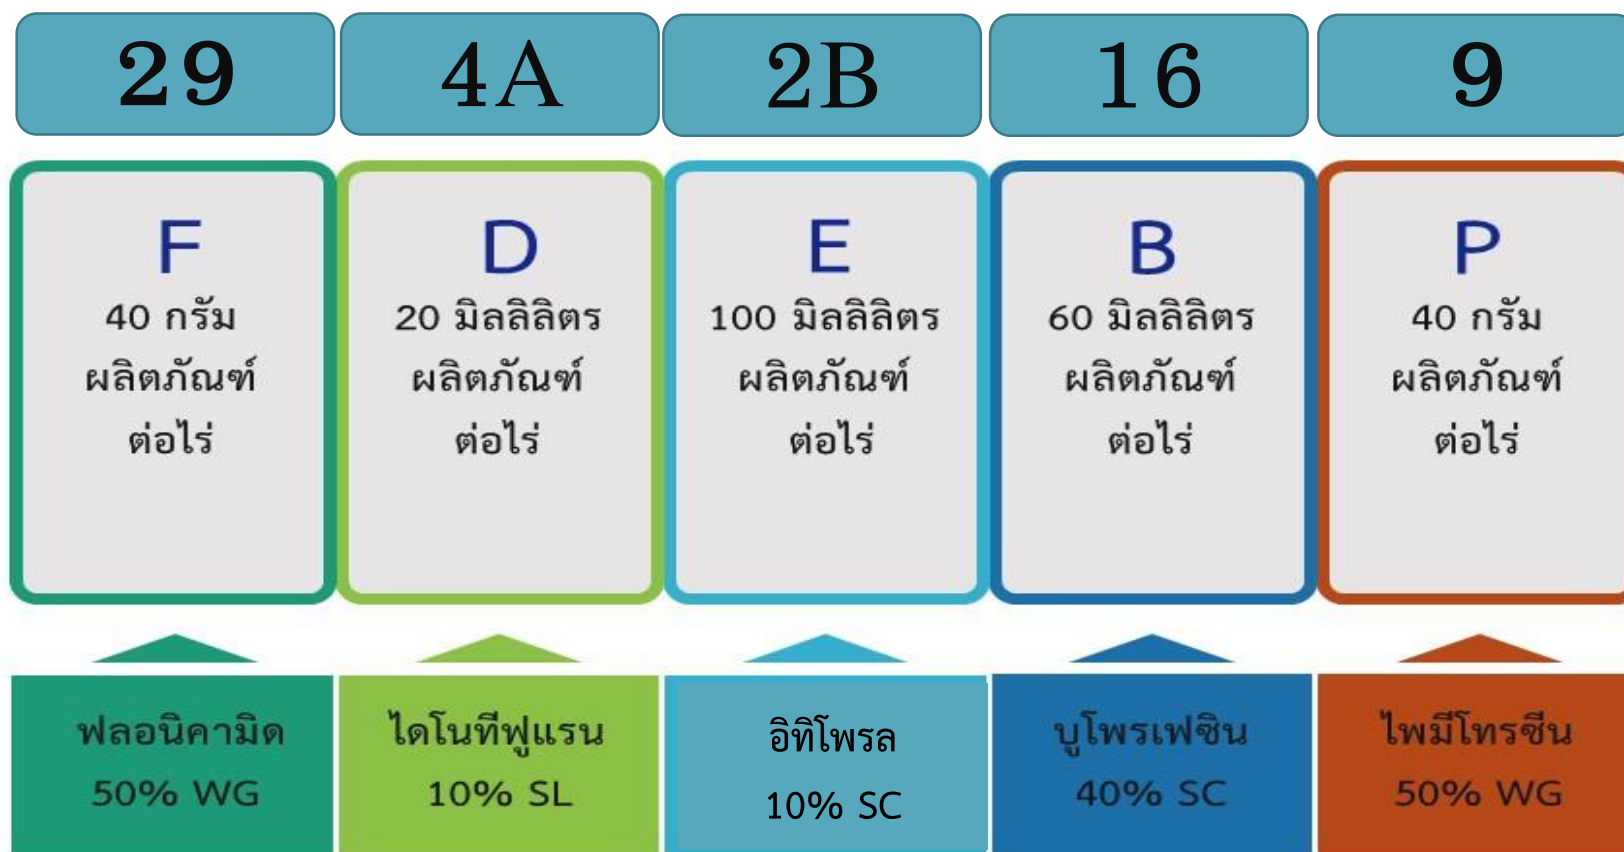 29
4A
2B
16
9
F
40 กรัม
ผลิตภัณฑ์
ต่อไร่
D
20 มิลลิลิตร
ผลิตภัณฑ์
ต่อไร่
E
100 มิลลิลิตร
ผลิตภัณฑ์
ต่อไร่
B
60 มิลลิลิตร
ผลิตภัณฑ์
ต่อไร่
P
40 กรัม
ผลิตภัณฑ์
ต่อไร่
ฟลอนิคามิด
50% WG
ไดโนทีฟูแรน
10% SL
อิทิโพรล
10% SC
บูโพรเฟซิน
40% SC
ไพมีโทรซีน
50% WG